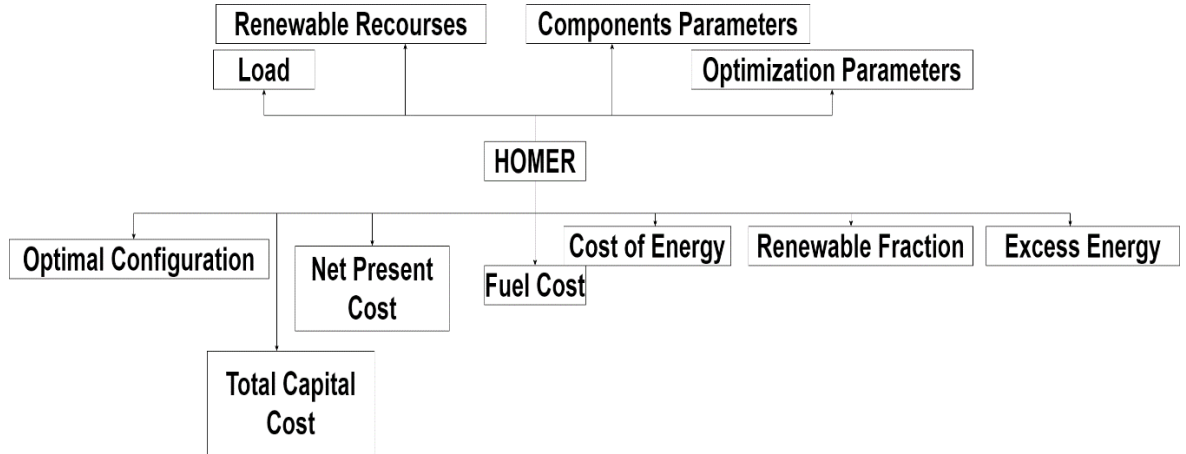 Renewable Recourses
Components Parameters
Load
Optimization Parameters
HOMER
Optimal Configuration
Net Present
Cost
Fuel Cost
Cost of Energy
Renewable Fraction
Excess Energy
Total Capital
Cost